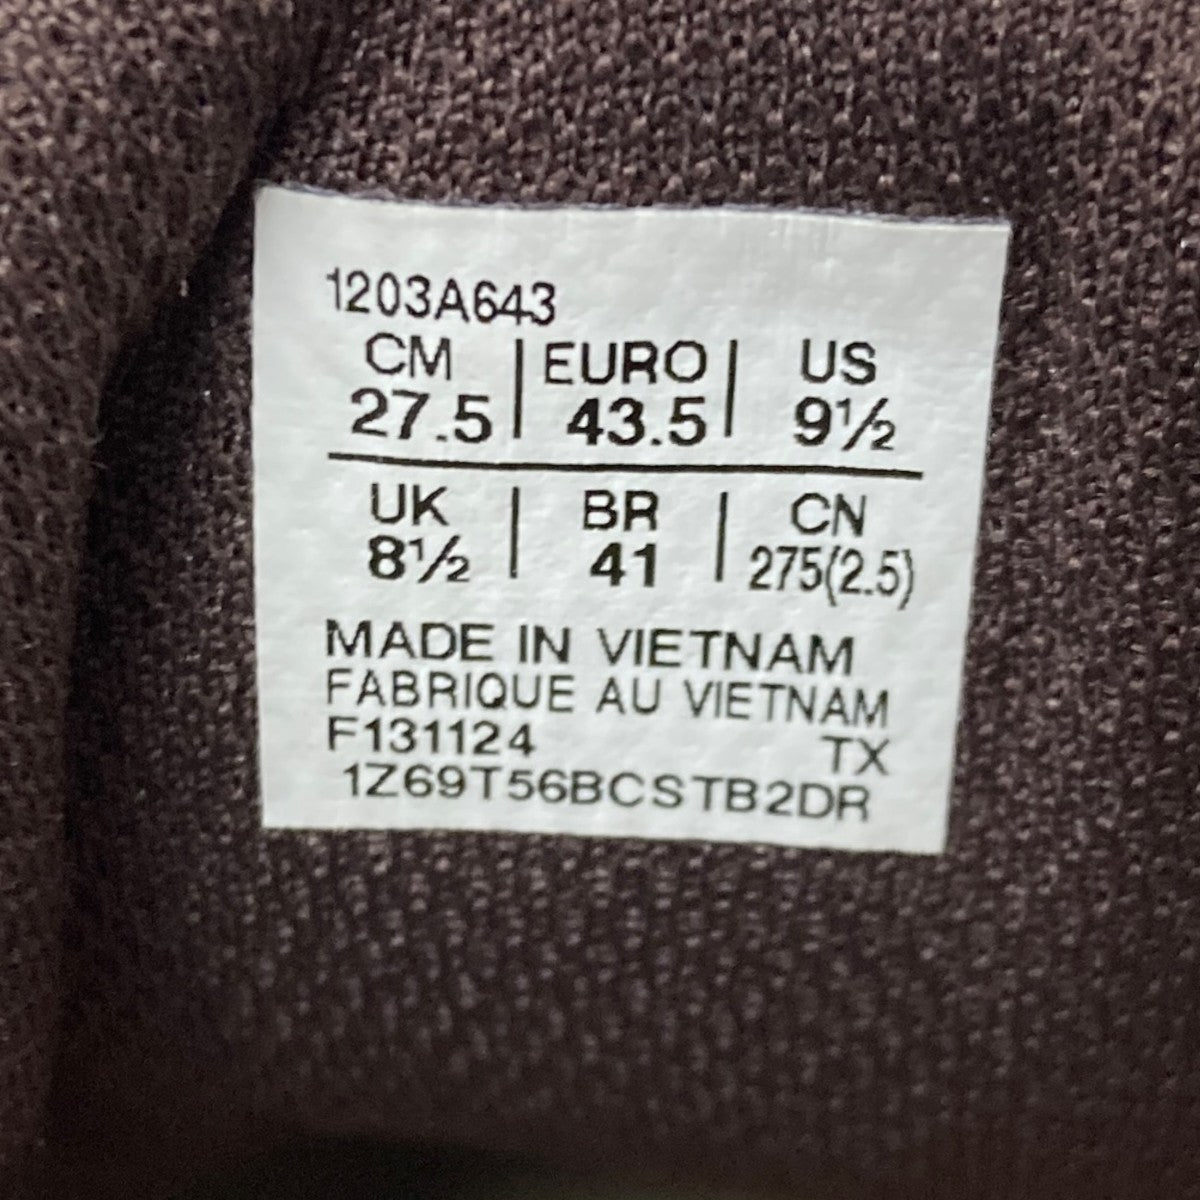 1203A643
CM | EURO | US
27.5 | 43.5 | 9½
UK | BR | CN
8½ | 41 | 275(2.5)
MADE IN VIETNAM
FABRIQUE AU VIETNAM
F131124 TX
1Z69T56BCSTB2DR